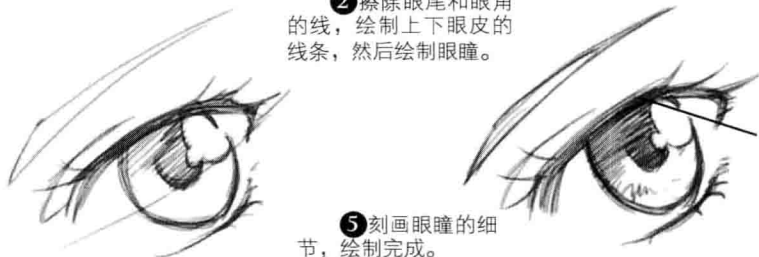 ❷擦除眼尾和眼角
的线，绘制上下眼皮的
线条，然后绘制眼瞳。
❺刻画眼瞳的细
节，绘制完成。